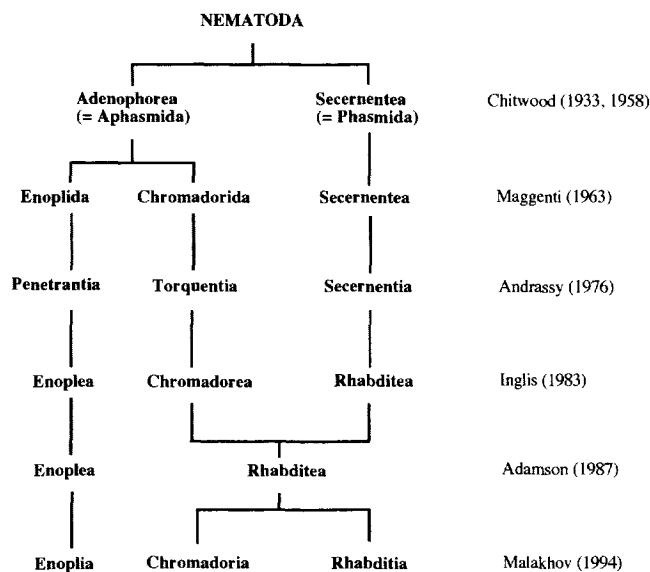 NEMATODA
Adenophorea Secernentea Chitwood (1933, 1958)
(= Aphasmida) (= Phasmida)
Enoplida Chromadorida Secernentea Maggenti (1963)
Penetrantia Torquentia Secernentia Andrassy (1976)
Enoplea Chromadorea Rhabditea Inglis (1983)
Enoplea Rhabditea Adamson (1987)
Enoplia Chromadoria Rhabditia Malakhov (1994)